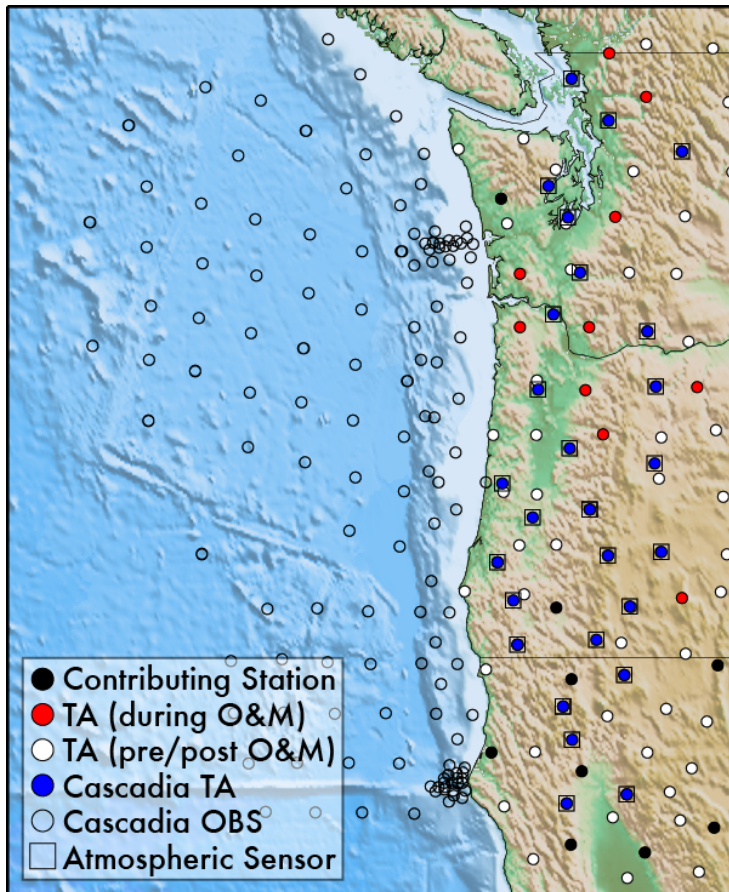 Contributing Station
TA (during O&M)
TA (pre/post O&M)
Cascadia TA
Cascadia OBS
Atmospheric Sensor